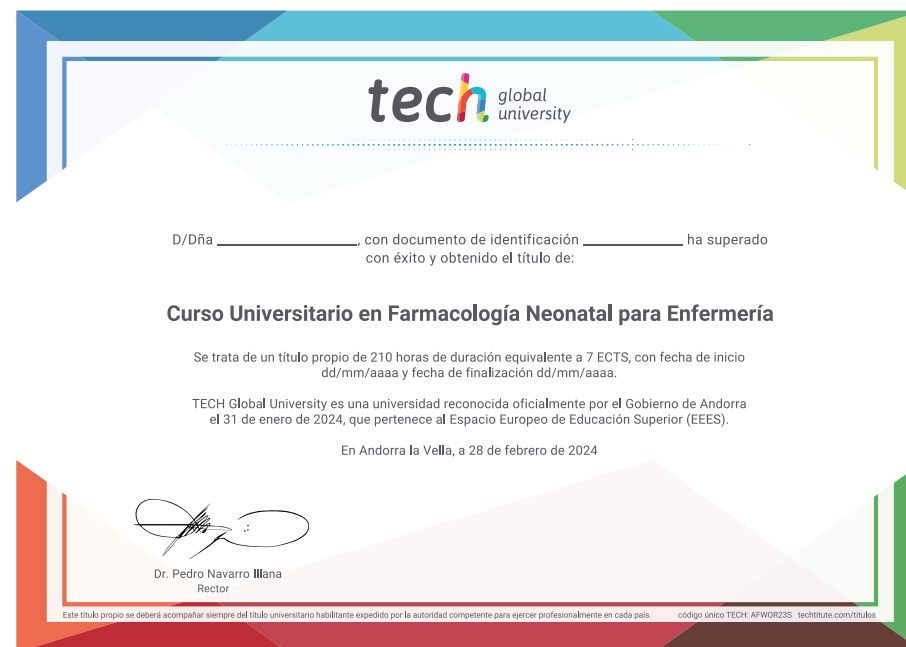 tech global university
D/Dña ____________________, con documento de identificación ______________ ha superado
con éxito y obtenido el título de:
Curso Universitario en Farmacología Neonatal para Enfermería
Se trata de un título propio de 210 horas de duración equivalente a 7 ECTS, con fecha de inicio
dd/mm/aaaa y fecha de finalización dd/mm/aaaa.
TECH Global University es una universidad reconocida oficialmente por el Gobierno de Andorra
el 31 de enero de 2024, que pertenece al Espacio Europeo de Educación Superior (EEES).
En Andorra la Vella, a 28 de febrero de 2024
Dr. Pedro Navarro Illana
Rector
Este título propio se deberá acompañar siempre del título universitario habilitante expedido por la autoridad competente para ejercer profesionalmente en cada país. código único TECH: AFWOR23S techtitute.com/titulos